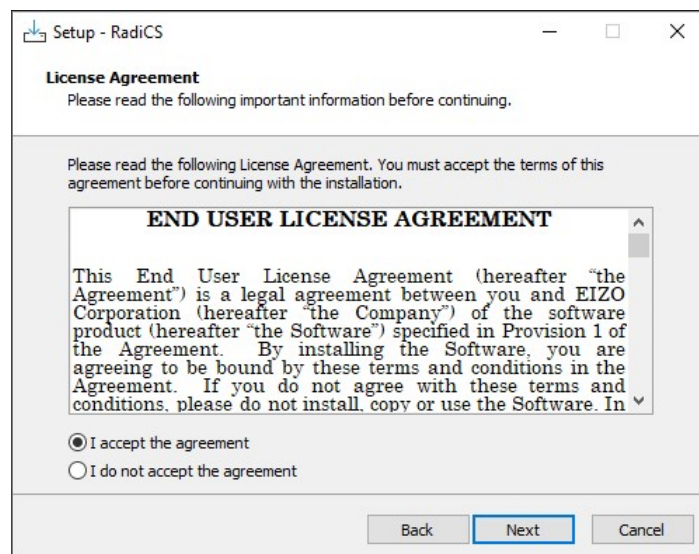 Setup - RadiCS
License Agreement
Please read the following important information before continuing.
Please read the following License Agreement. You must accept the terms of this
agreement before continuing with the installation.
END USER LICENSE AGREEMENT
This End User License Agreement (hereafter “the
Agreement”) is a legal agreement between you and EIZO
Corporation (hereafter “the Company”) of the software
product (hereafter “the Software”) specified in Provision 1 of
the Agreement. By installing the Software, you are
agreeing to be bound by these terms and conditions in the
Agreement. If you do not agree with these terms and
conditions, please do not install, copy or use the Software. In
I accept the agreement
I do not accept the agreement
Back Next Cancel